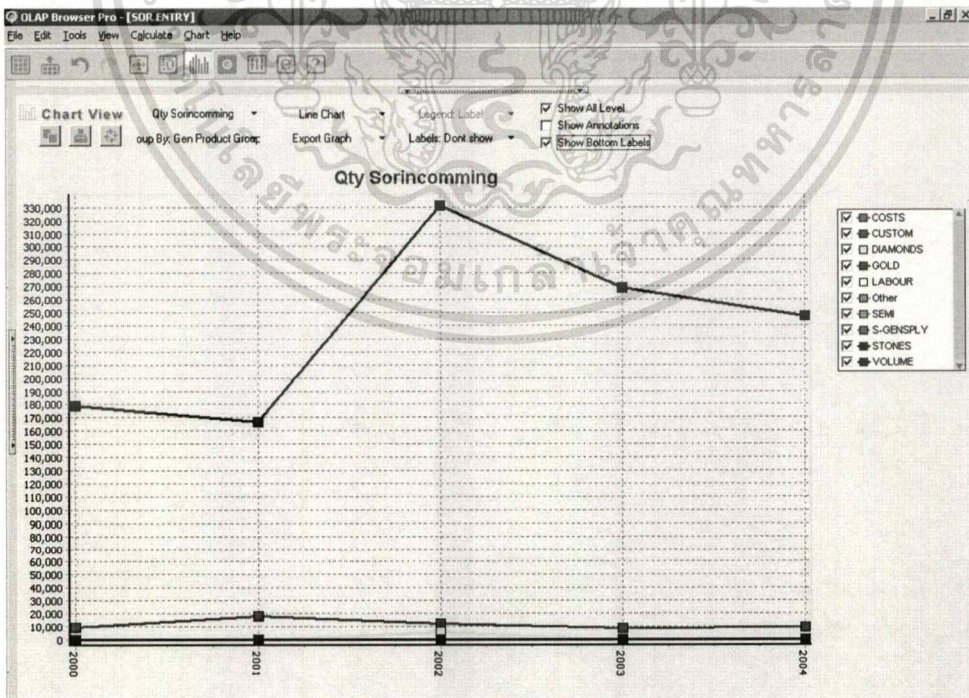 OLAP Browser Pro - [SOR ENTRY]
File Edit Tools View Calculate Chart Help
Chart View
Qty Sorincomming
Line Chart
Legend: Label
Show All Level
Show Annotations
Show Bottom Labels
oup By: Gen Product Groep
Export Graph
Labels: Dont show
Qty Sorincomming
330,000
320,000
310,000
300,000
290,000
280,000
270,000
260,000
250,000
240,000
230,000
220,000
210,000
200,000
190,000
180,000
170,000
160,000
150,000
140,000
130,000
120,000
110,000
100,000
90,000
80,000
70,000
60,000
50,000
40,000
30,000
20,000
10,000
0
2000
2001
2002
2003
2004
COSTS
CUSTOM
DIAMONDS
GOLD
LABOUR
Other
SEMI
S-GENSPLY
STONES
VOLUME